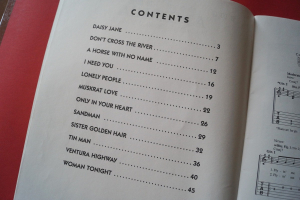 CONTENTS
DAISY JANE 3
DON'T CROSS THE RIVER 7
A HORSE WITH NO NAME 12
I NEED YOU 16
LONELY PEOPLE 19
MUSKRAT LOVE 22
ONLY IN YOUR HEART 26
SANDMAN 29
SISTER GOLDEN HAIR 32
TIN MAN 36
VENTURA HIGHWAY 40
WOMAN TONIGHT 45